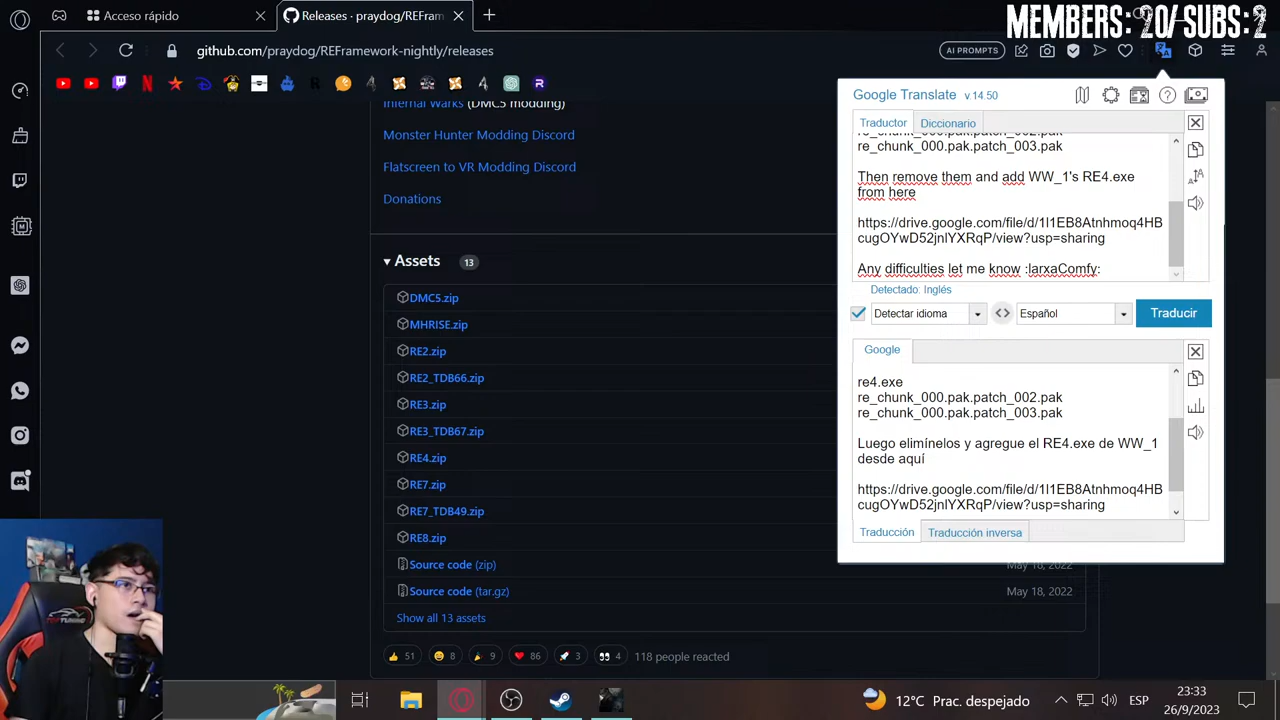 Acceso rápido
Releases · praydog/REFram
MEMBERS: 20/ SUBS: 2
github.com/praydog/REFramework-nightly/releases
AI PROMPTS
Internal Warks (DMC5 modding)
Monster Hunter Modding Discord
Flatscreen to VR Modding Discord
Donations
Assets 13
DMC5.zip
MHRISE.zip
RE2.zip
RE2_TDB66.zip
RE3.zip
RE3_TDB67.zip
RE4.zip
RE7.zip
RE7_TDB49.zip
RE8.zip
Source code (zip)
May 18, 2022
Source code (tar.gz)
May 18, 2022
Show all 13 assets
51 8 9 86 3 4 118 people reacted
Google Translate v.14.50
Traductor Diccionario
re_chunk_000.pak.patch_002.pak
re_chunk_000.pak.patch_003.pak
Then remove them and add WW_1's RE4.exe
from here
https://drive.google.com/file/d/1I1EB8Atnhmoq4HB
cugOYwD52jnlYXRqP/view?usp=sharing
Any difficulties let me know :larxaComfy:
Detectado: Inglés
Detectar idioma
Español
Traducir
Google
re4.exe
re_chunk_000.pak.patch_002.pak
re_chunk_000.pak.patch_003.pak
Luego elimínelos y agregue el RE4.exe de WW_1
desde aquí
https://drive.google.com/file/d/1I1EB8Atnhmoq4HB
cugOYwD52jnlYXRqP/view?usp=sharing
Traducción Traducción inversa
12°C Prac. despejado
ESP
23:33
26/9/2023